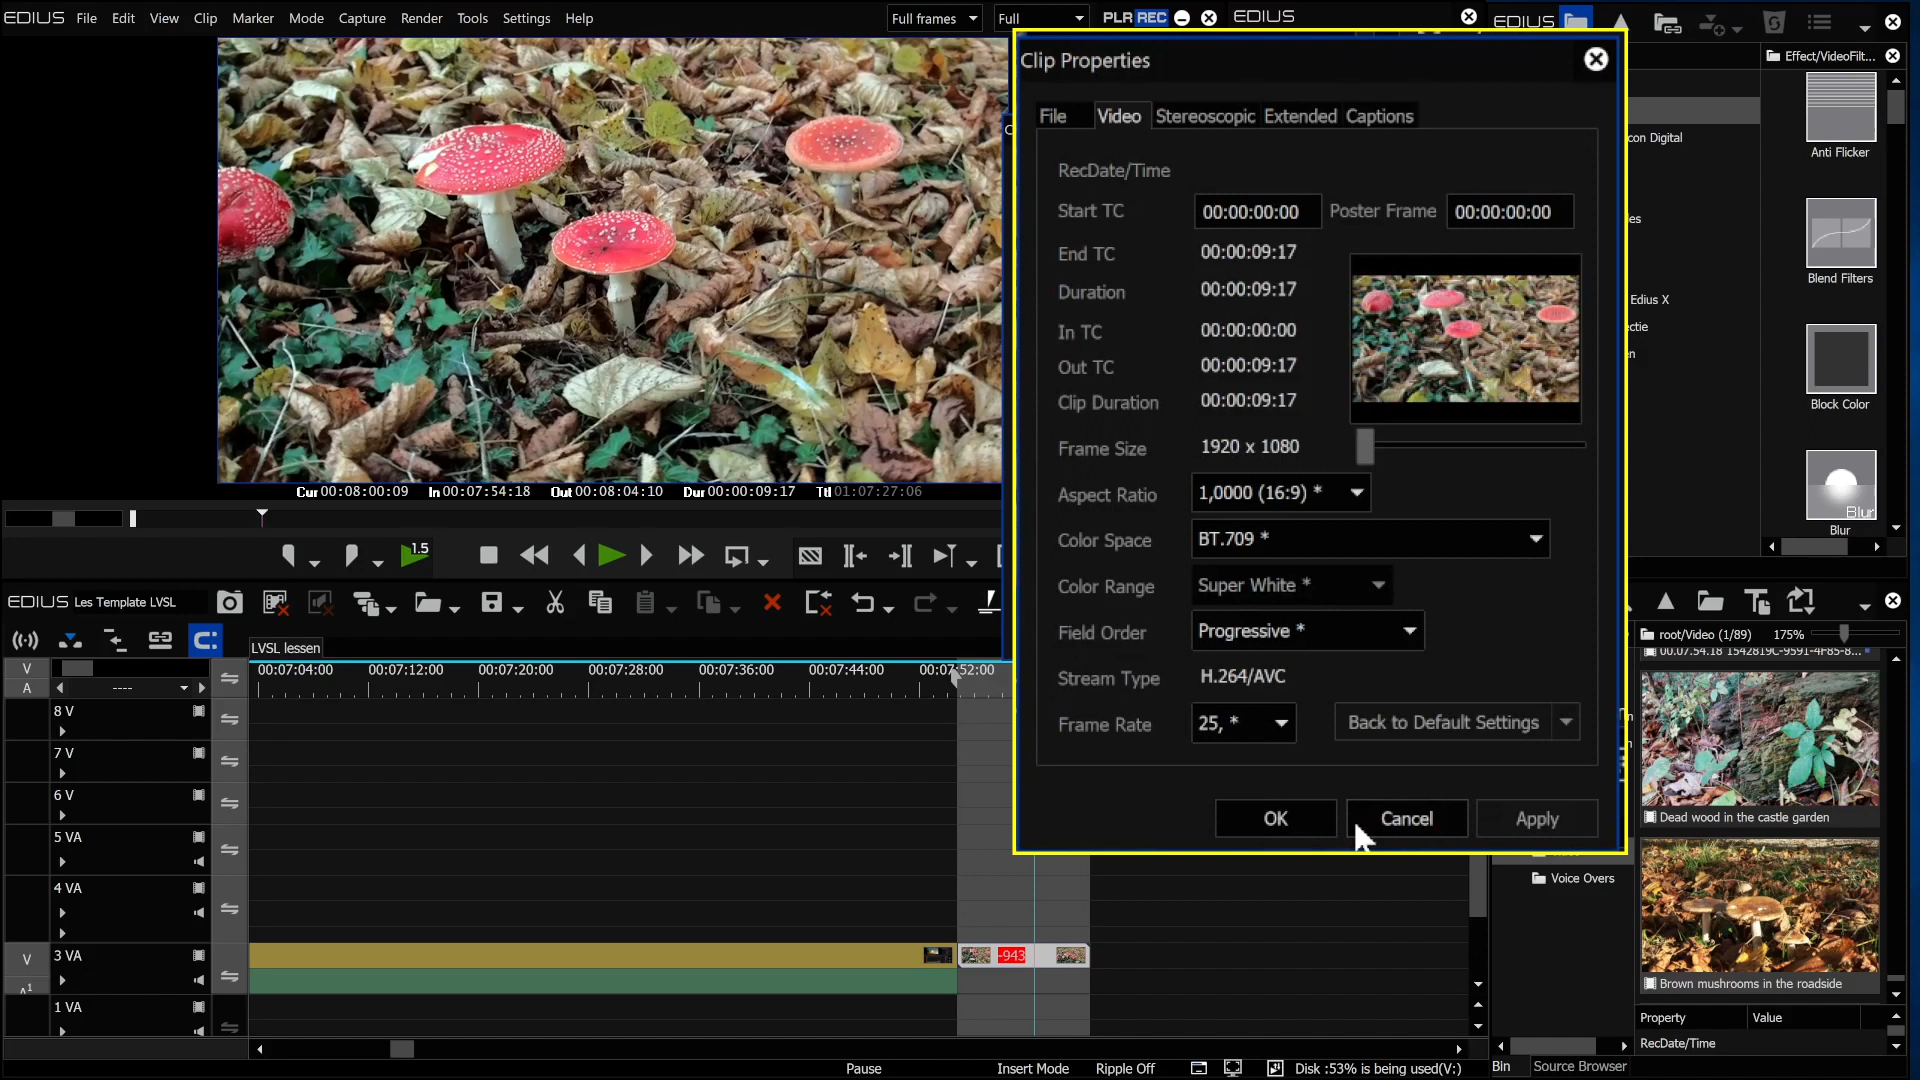 EDIUS File Edit View Clip Marker Mode Capture Render Tools Settings Help
Full frames Full PLR REC EDIUS EDIUS
Clip Properties
File Video Stereoscopic Extended Captions
RecDate/Time
Start TC 00:00:00:00 Poster Frame 00:00:00:00
End TC 00:00:09:17
Duration 00:00:09:17
In TC 00:00:00:00
Out TC 00:00:09:17
Clip Duration 00:00:09:17
Frame Size 1920 x 1080
Aspect Ratio 1,0000 (16:9) *
Color Space BT.709 *
Color Range Super White *
Field Order Progressive *
Stream Type H.264/AVC
Frame Rate 25, * Back to Default Settings
OK Cancel Apply
Effect/VideoFilt...
con Digital
es
Edius X
ectie
en
Anti Flicker
Blend Filters
Block Color
Blur
Blur
Cur 00:08:00:09 In 00:07:54:18 Out 00:08:04:10 Dur 00:00:09:17 Ttl 01:07:27:06
1.5
EDIUS Les Template LVSL
LVSL lessen
V
A ----
00:07:04:00 00:07:12:00 00:07:20:00 00:07:28:00 00:07:36:00 00:07:44:00 00:07:52:00
8 V
7 V
6 V
5 VA
4 VA
V 3 VA -943
A1
1 VA
root/Video (1/89) 175%
Dead wood in the castle garden
Voice Overs
Brown mushrooms in the roadside
Property Value
RecDate/Time
Bin Source Browser
Pause Insert Mode Ripple Off Disk :53% is being used(V:)